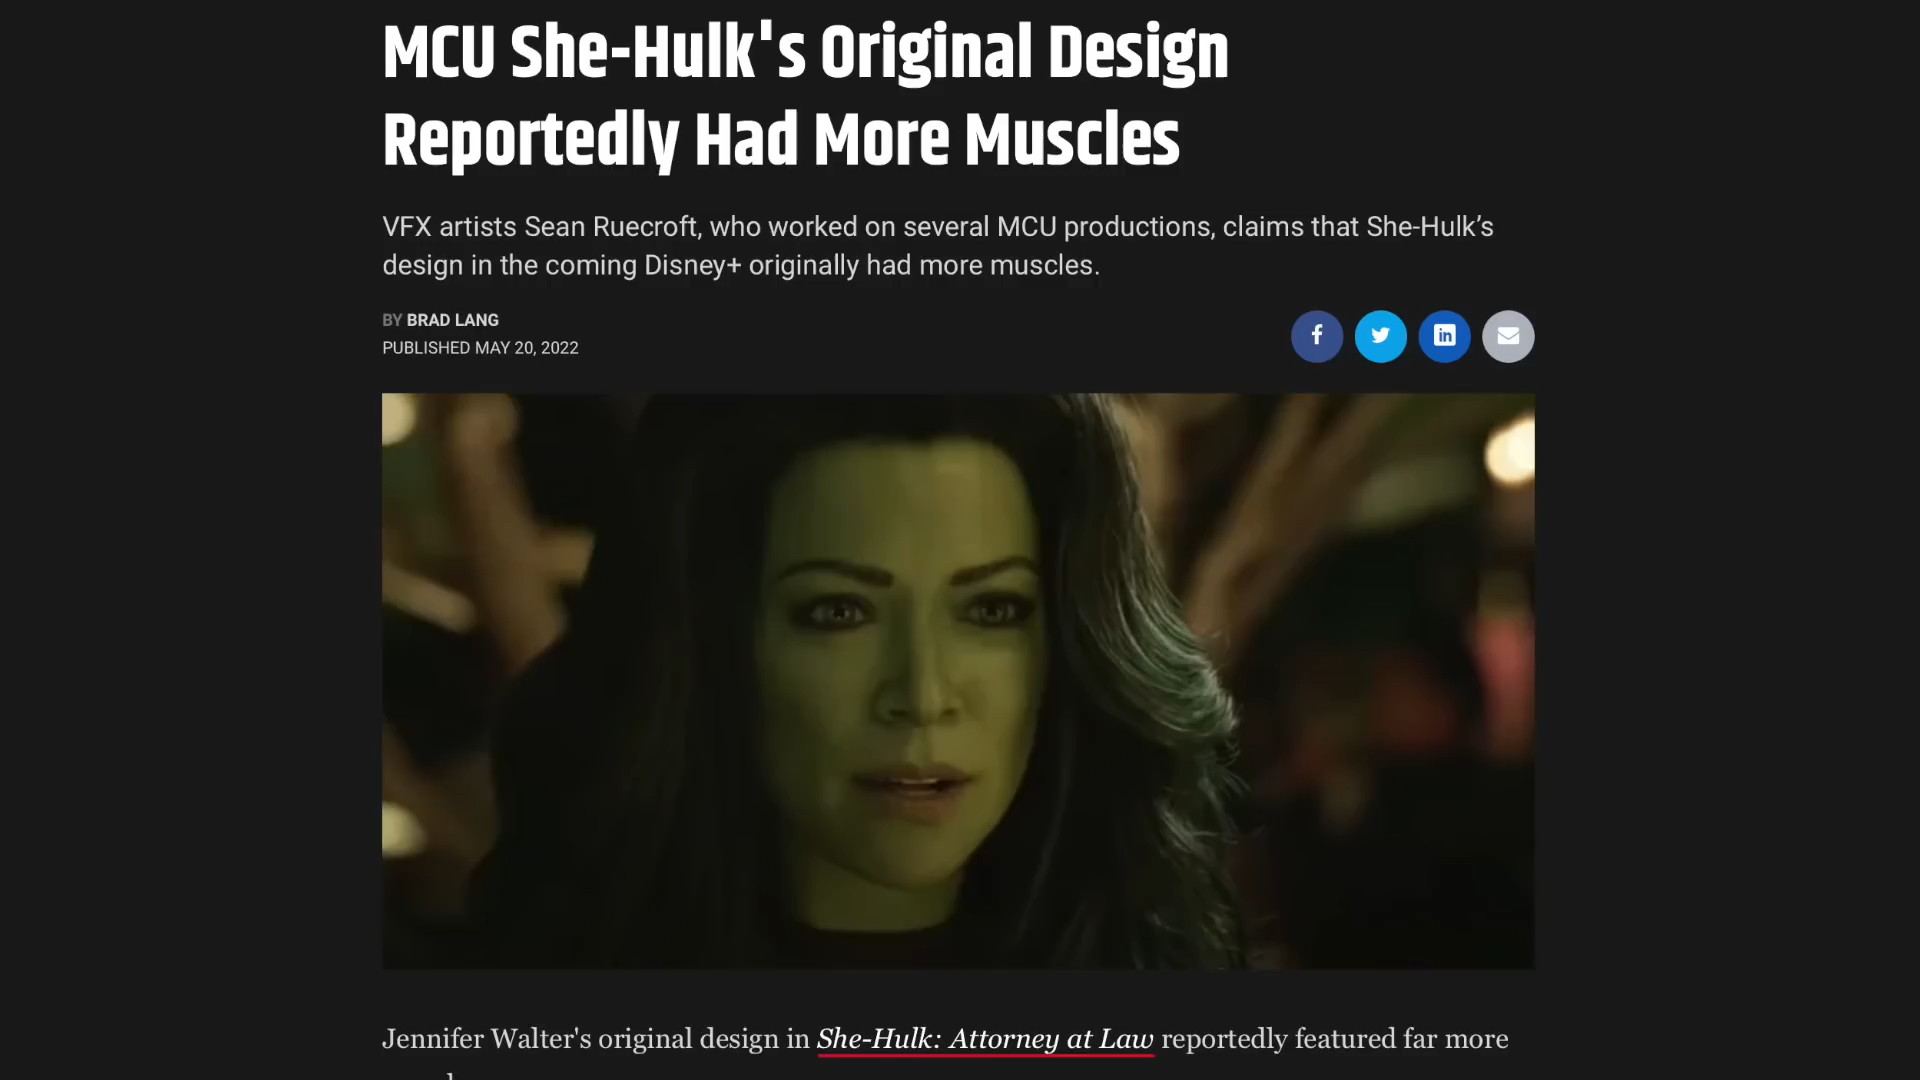 MCU She-Hulk's Original Design
Reportedly Had More Muscles
VFX artists Sean Ruecroft, who worked on several MCU productions, claims that She-Hulk’s
design in the coming Disney+ originally had more muscles.
BY BRAD LANG
PUBLISHED MAY 20, 2022
Jennifer Walter's original design in She-Hulk: Attorney at Law reportedly featured far more